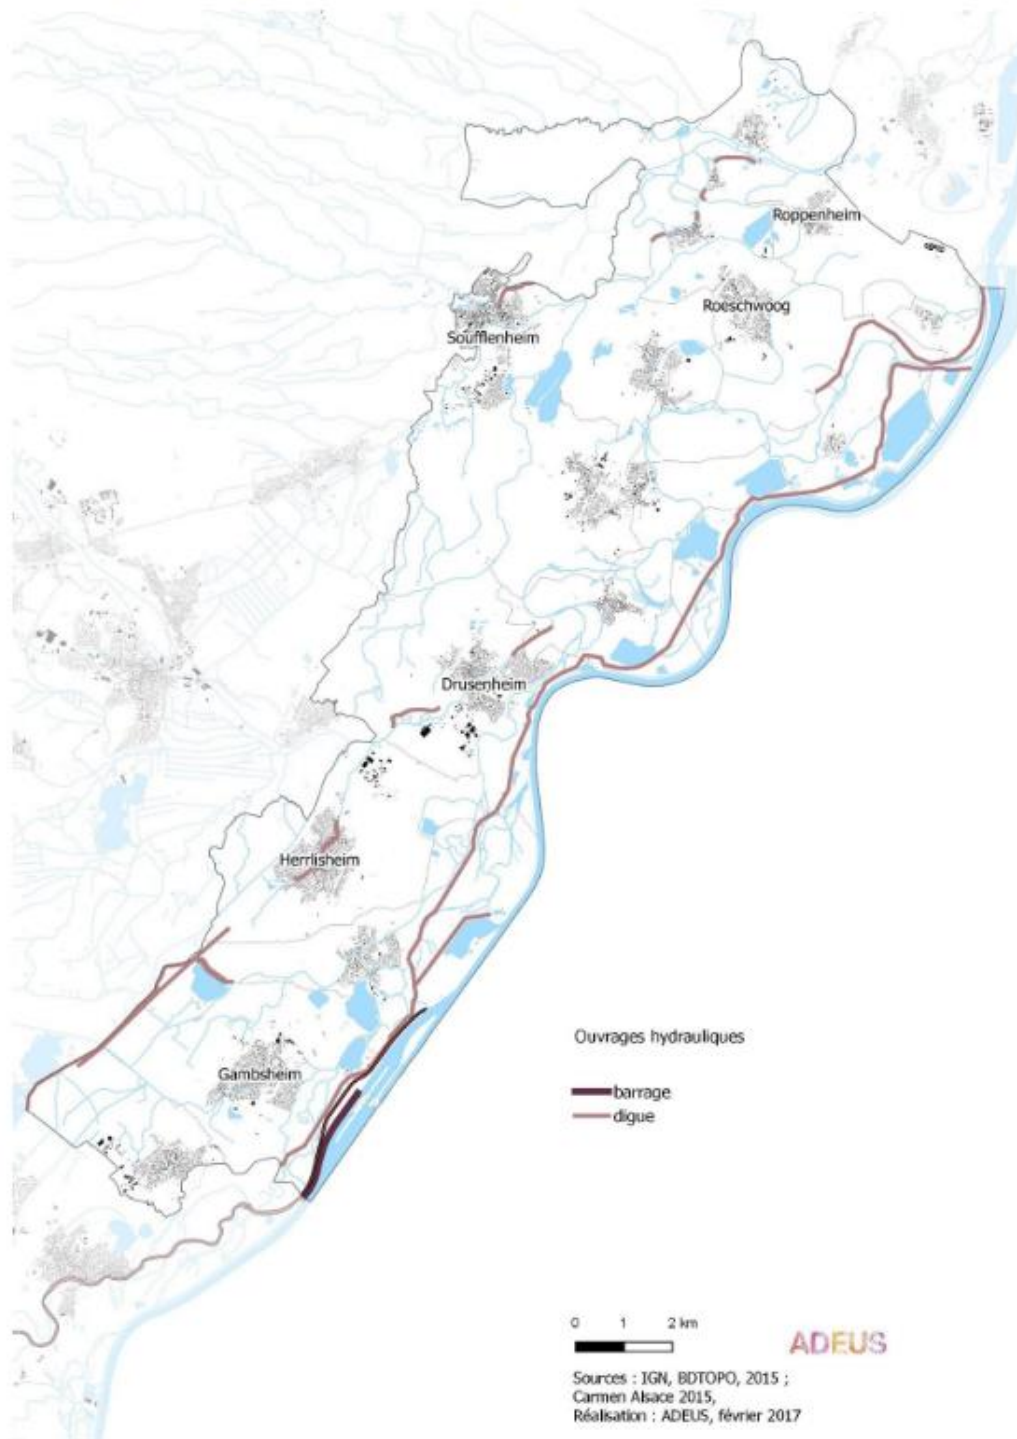 Roppenheim
Roeschwoog
Soufflenheim
Drusenheim
Herrlisheim
Gambsheim
Ouvrages hydrauliques
barrage
digue
0 1 2 km
ADEUS
Sources : IGN, BDTOPO, 2015 ;
Carmen Alsace 2015,
Réalisation : ADEUS, février 2017